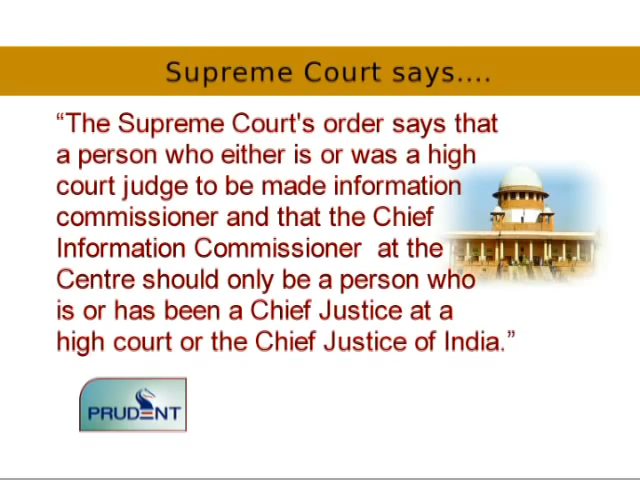 Supreme Court says....
“The Supreme Court's order says that
a person who either is or was a high
court judge to be made information
commissioner and that the Chief
Information Commissioner at the
Centre should only be a person who
is or has been a Chief Justice at a
high court or the Chief Justice of India.”
PRUDENT